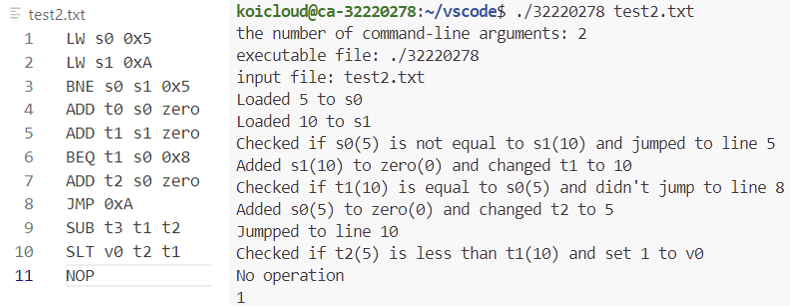 test2.txt
1 LW s0 0x5
2 LW s1 0xA
3 BNE s0 s1 0x5
4 ADD t0 s0 zero
5 ADD t1 s1 zero
6 BEQ t1 s0 0x8
7 ADD t2 s0 zero
8 JMP 0xA
9 SUB t3 t1 t2
10 SLT v0 t2 t1
11 NOP
koicloud@ca-32220278:~/vscode$ ./32220278 test2.txt
the number of command-line arguments: 2
executable file: ./32220278
input file: test2.txt
Loaded 5 to s0
Loaded 10 to s1
Checked if s0(5) is not equal to s1(10) and jumped to line 5
Added s1(10) to zero(0) and changed t1 to 10
Checked if t1(10) is equal to s0(5) and didn't jump to line 8
Added s0(5) to zero(0) and changed t2 to 5
Jumpped to line 10
Checked if t2(5) is less than t1(10) and set 1 to v0
No operation
1